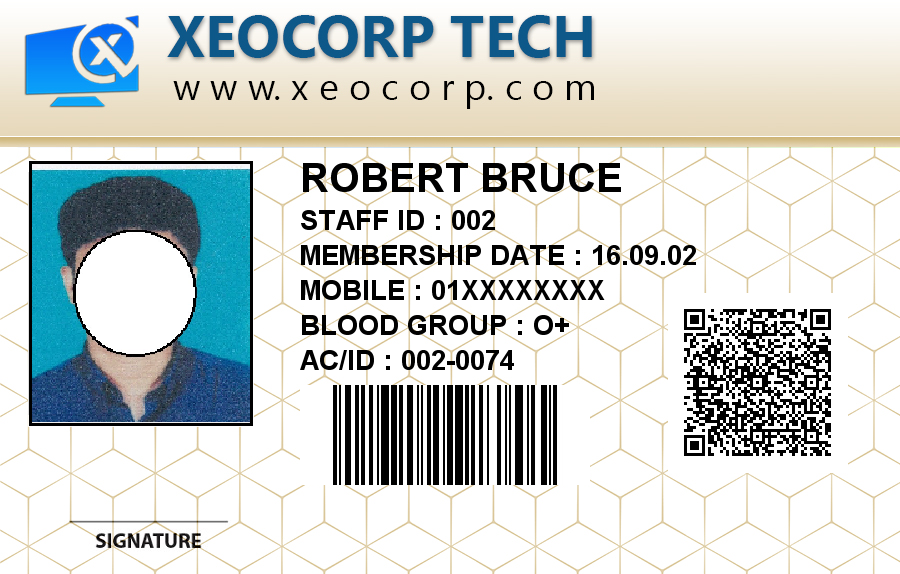 XEOCORP TECH
www.xeocorp.com
ROBERT BRUCE
STAFF ID : 002
MEMBERSHIP DATE : 16.09.02
MOBILE : 01XXXXXXXX
BLOOD GROUP : O+
AC/ID : 002-0074
SIGNATURE